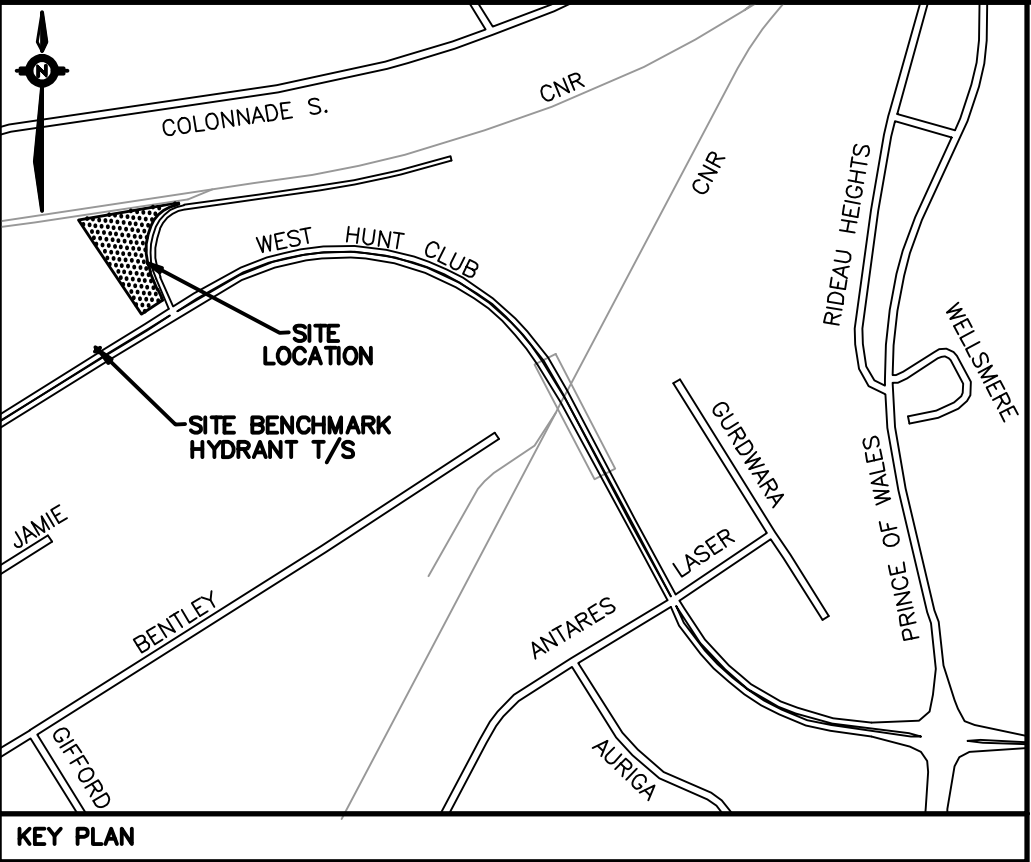 N
COLONNADE S.
CNR
CNR
RIDEAU HEIGHTS
WEST HUNT CLUB
WELLSMERE
SITE
LOCATION
SITE BENCHMARK
HYDRANT T/S
GURDWARA
PRINCE OF WALES
JAMIE
LASER
BENTLEY
ANTARES
GIFFORD
AURIGA
KEY PLAN